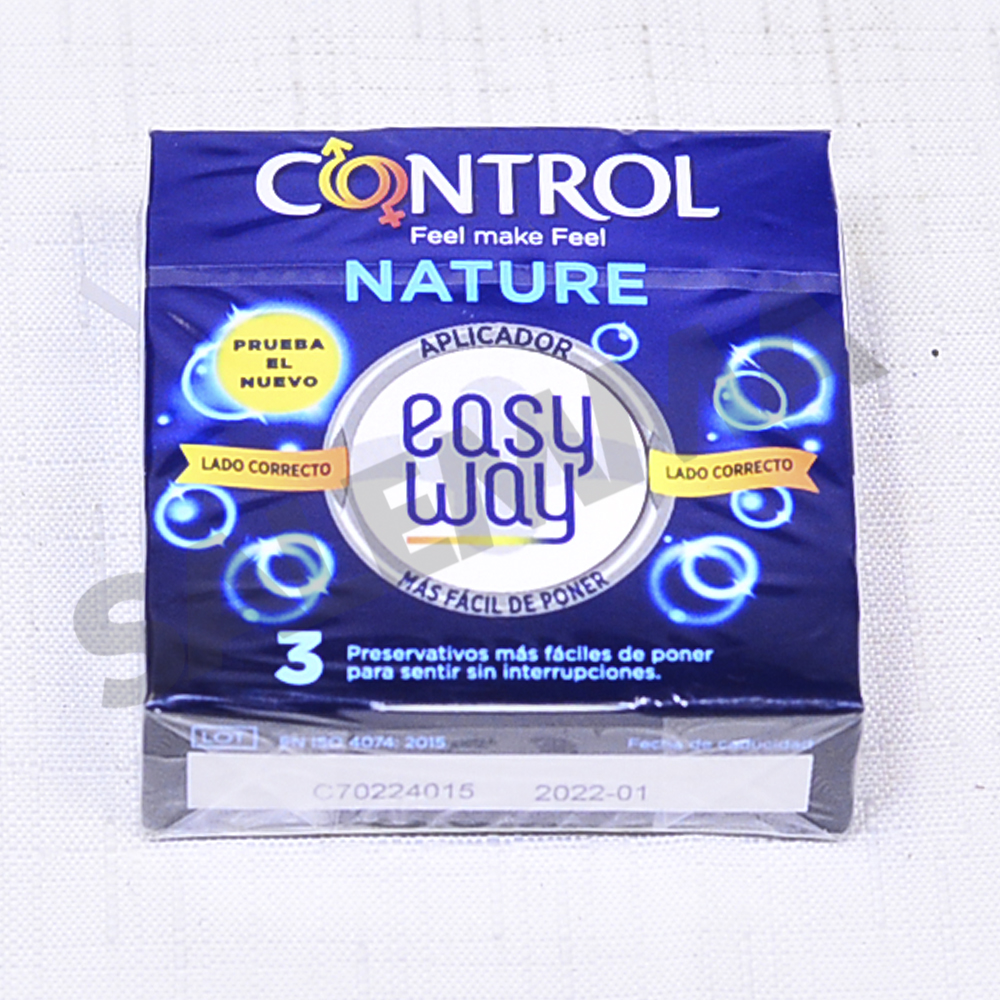 CONTROL
Feel make Feel
NATURE
PRUEBA
EL
NUEVO
APLICADOR
easy
way
LADO CORRECTO
LADO CORRECTO
MÁS FÁCIL DE PONER
3
Preservativos más fáciles de poner
para sentir sin interrupciones.
LOT EN ISO 4074: 2015 Fecha de caducidad
C70224015 2022-01